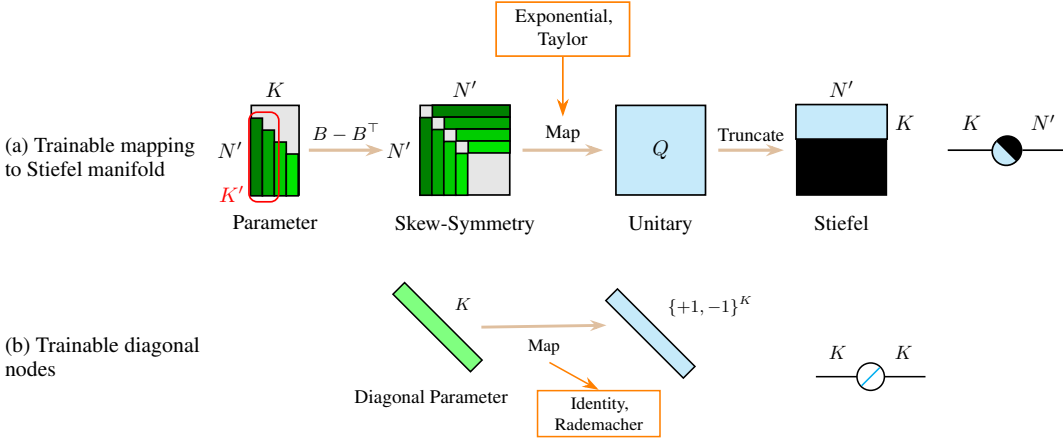 Exponential,
Taylor
(a) Trainable mapping
to Stiefel manifold
K
N′
K′
Parameter
B − B⊤
N′
N′
Skew-Symmetry
Map
Q
Unitary
Truncate
N′
K
Stiefel
K
N′
(b) Trainable diagonal
nodes
K
Diagonal Parameter
Map
{+1, −1}^K
Identity,
Rademacher
K
K